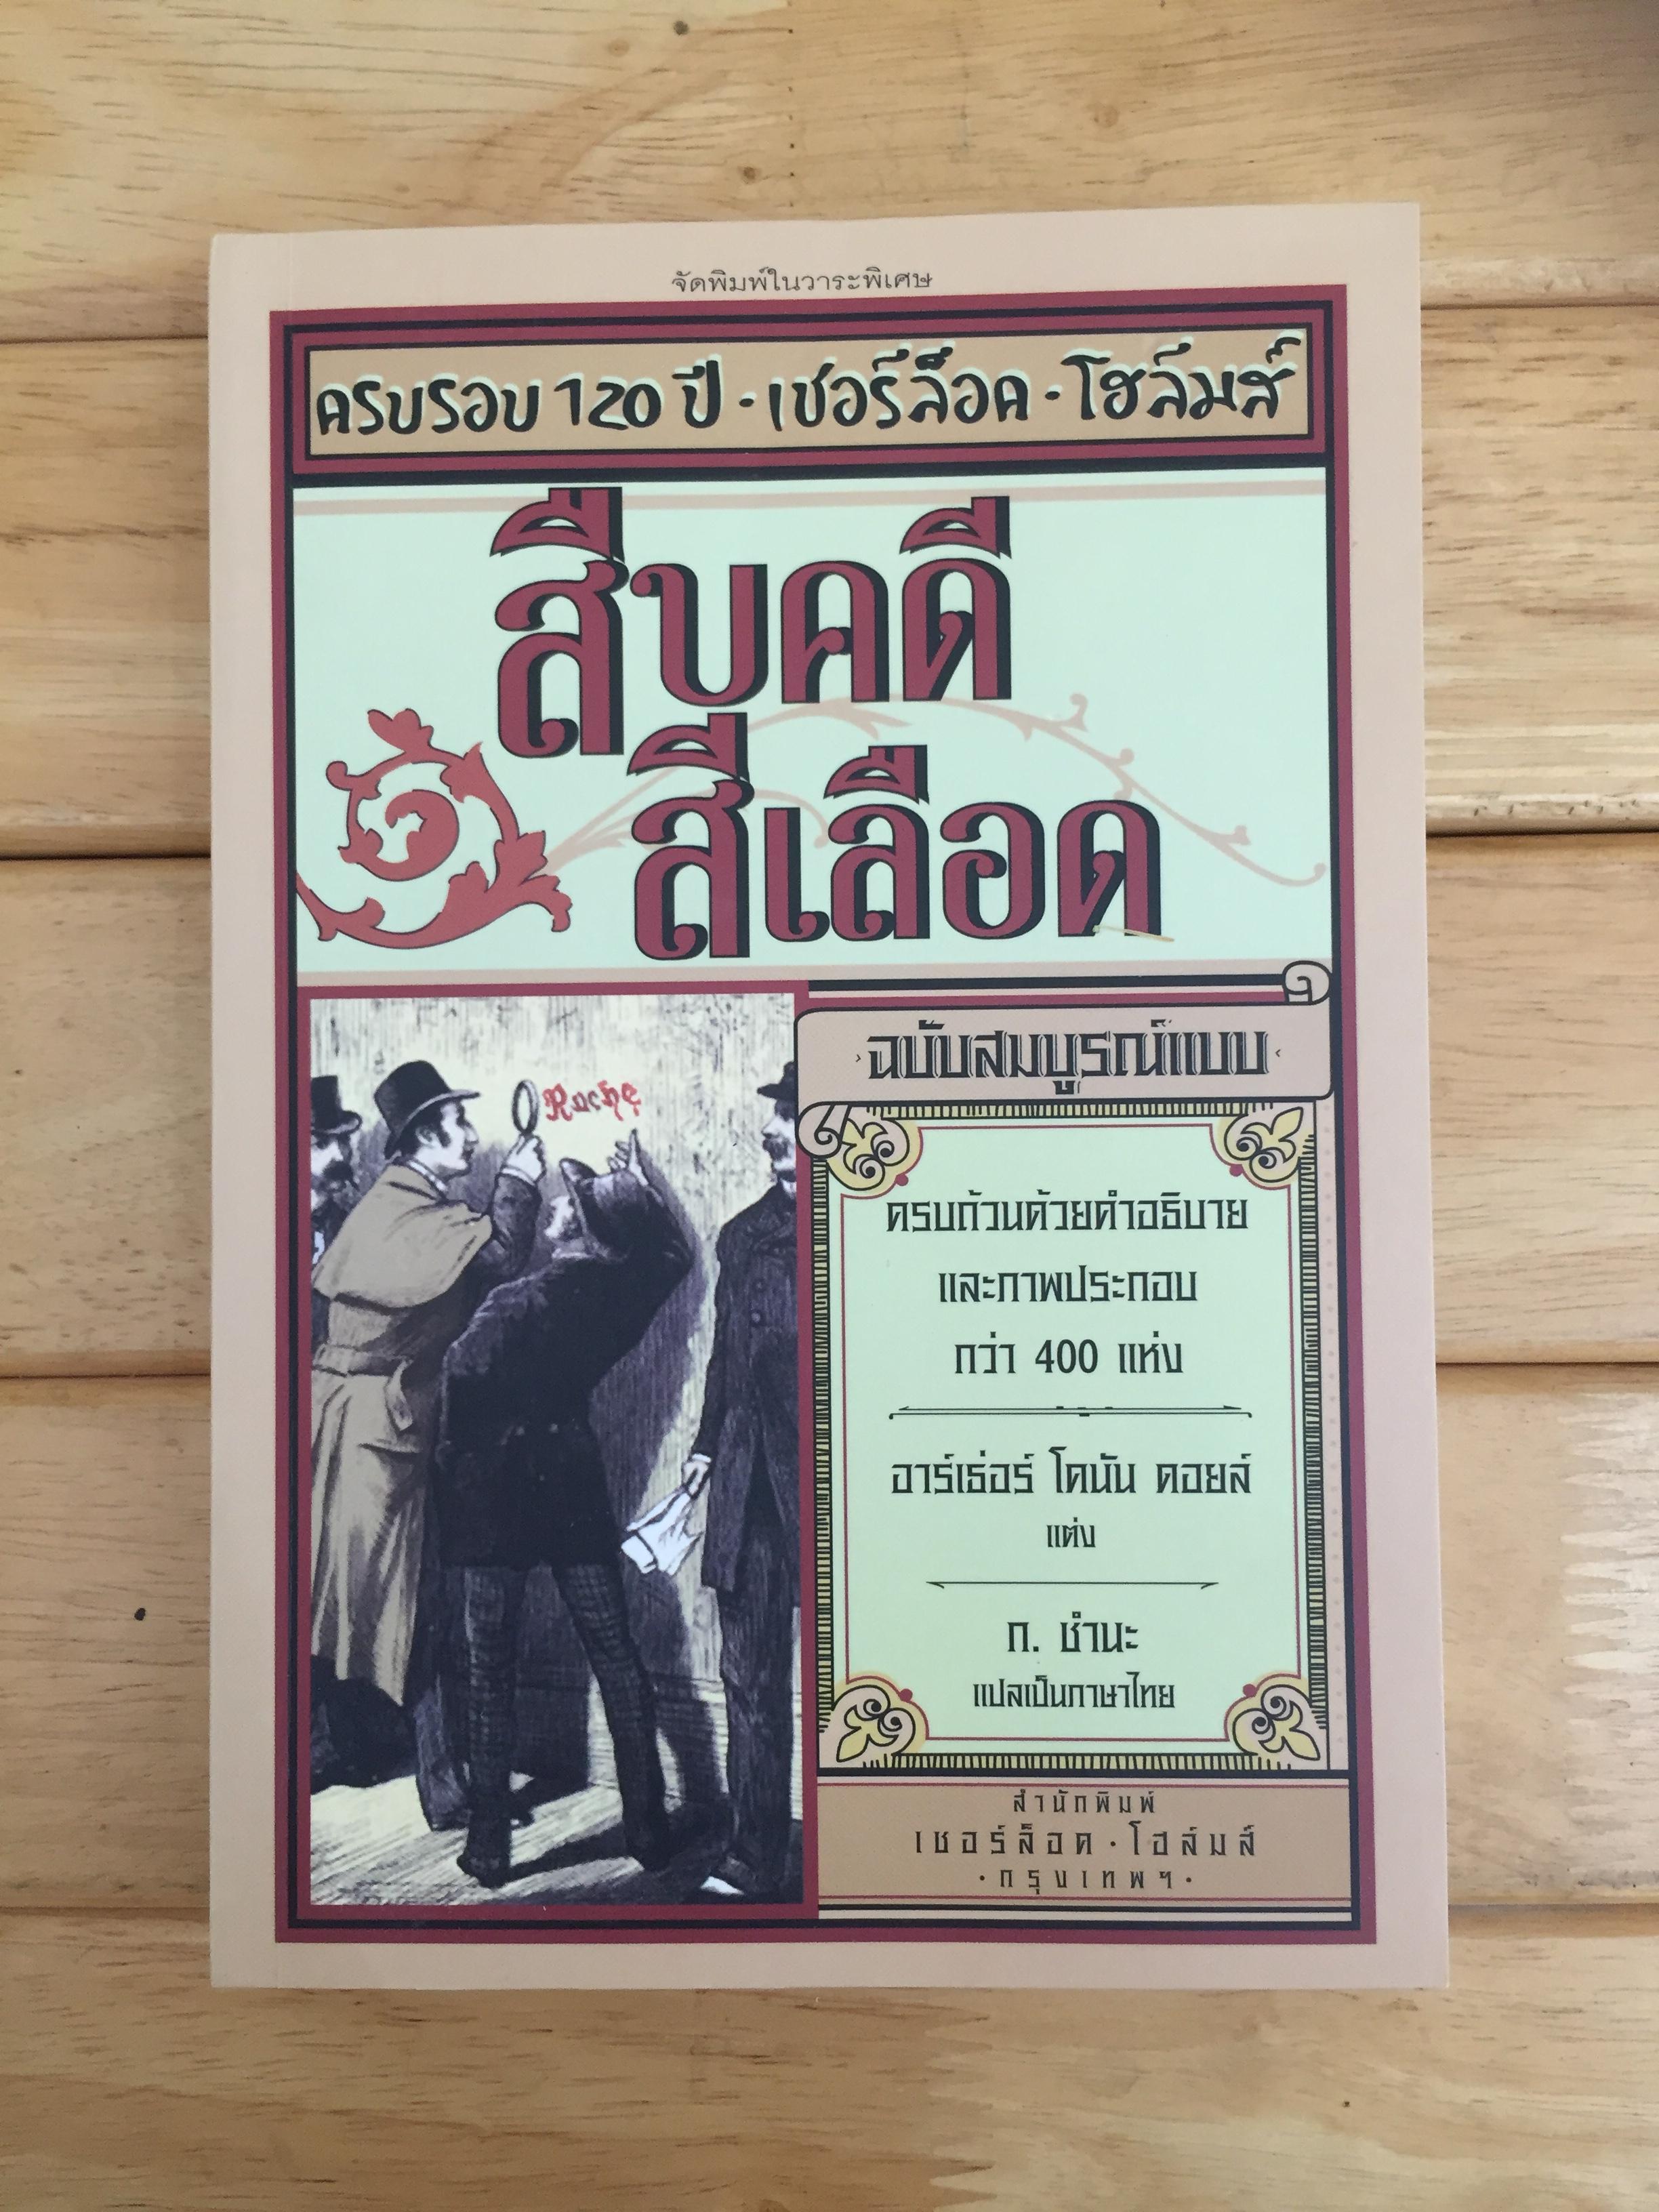 จัดพิมพ์ในวาระพิเศษ
ครบรอบ 120 ปี · เชอร์ล็อค · โฮล์มส์
สืบคดี
สีเลือด
Rache
ฉบับสมบูรณ์แบบ
ครบถ้วนด้วยคำอธิบาย
และภาพประกอบ
กว่า 400 แห่ง
อาร์เธ่อร์ โคนัน ดอยล์
แต่ง
ก. ชำนะ
แปลเป็นภาษาไทย
สำนักพิมพ์
เชอร์ล็อค · โฮล์มส์
· กรุงเทพฯ ·